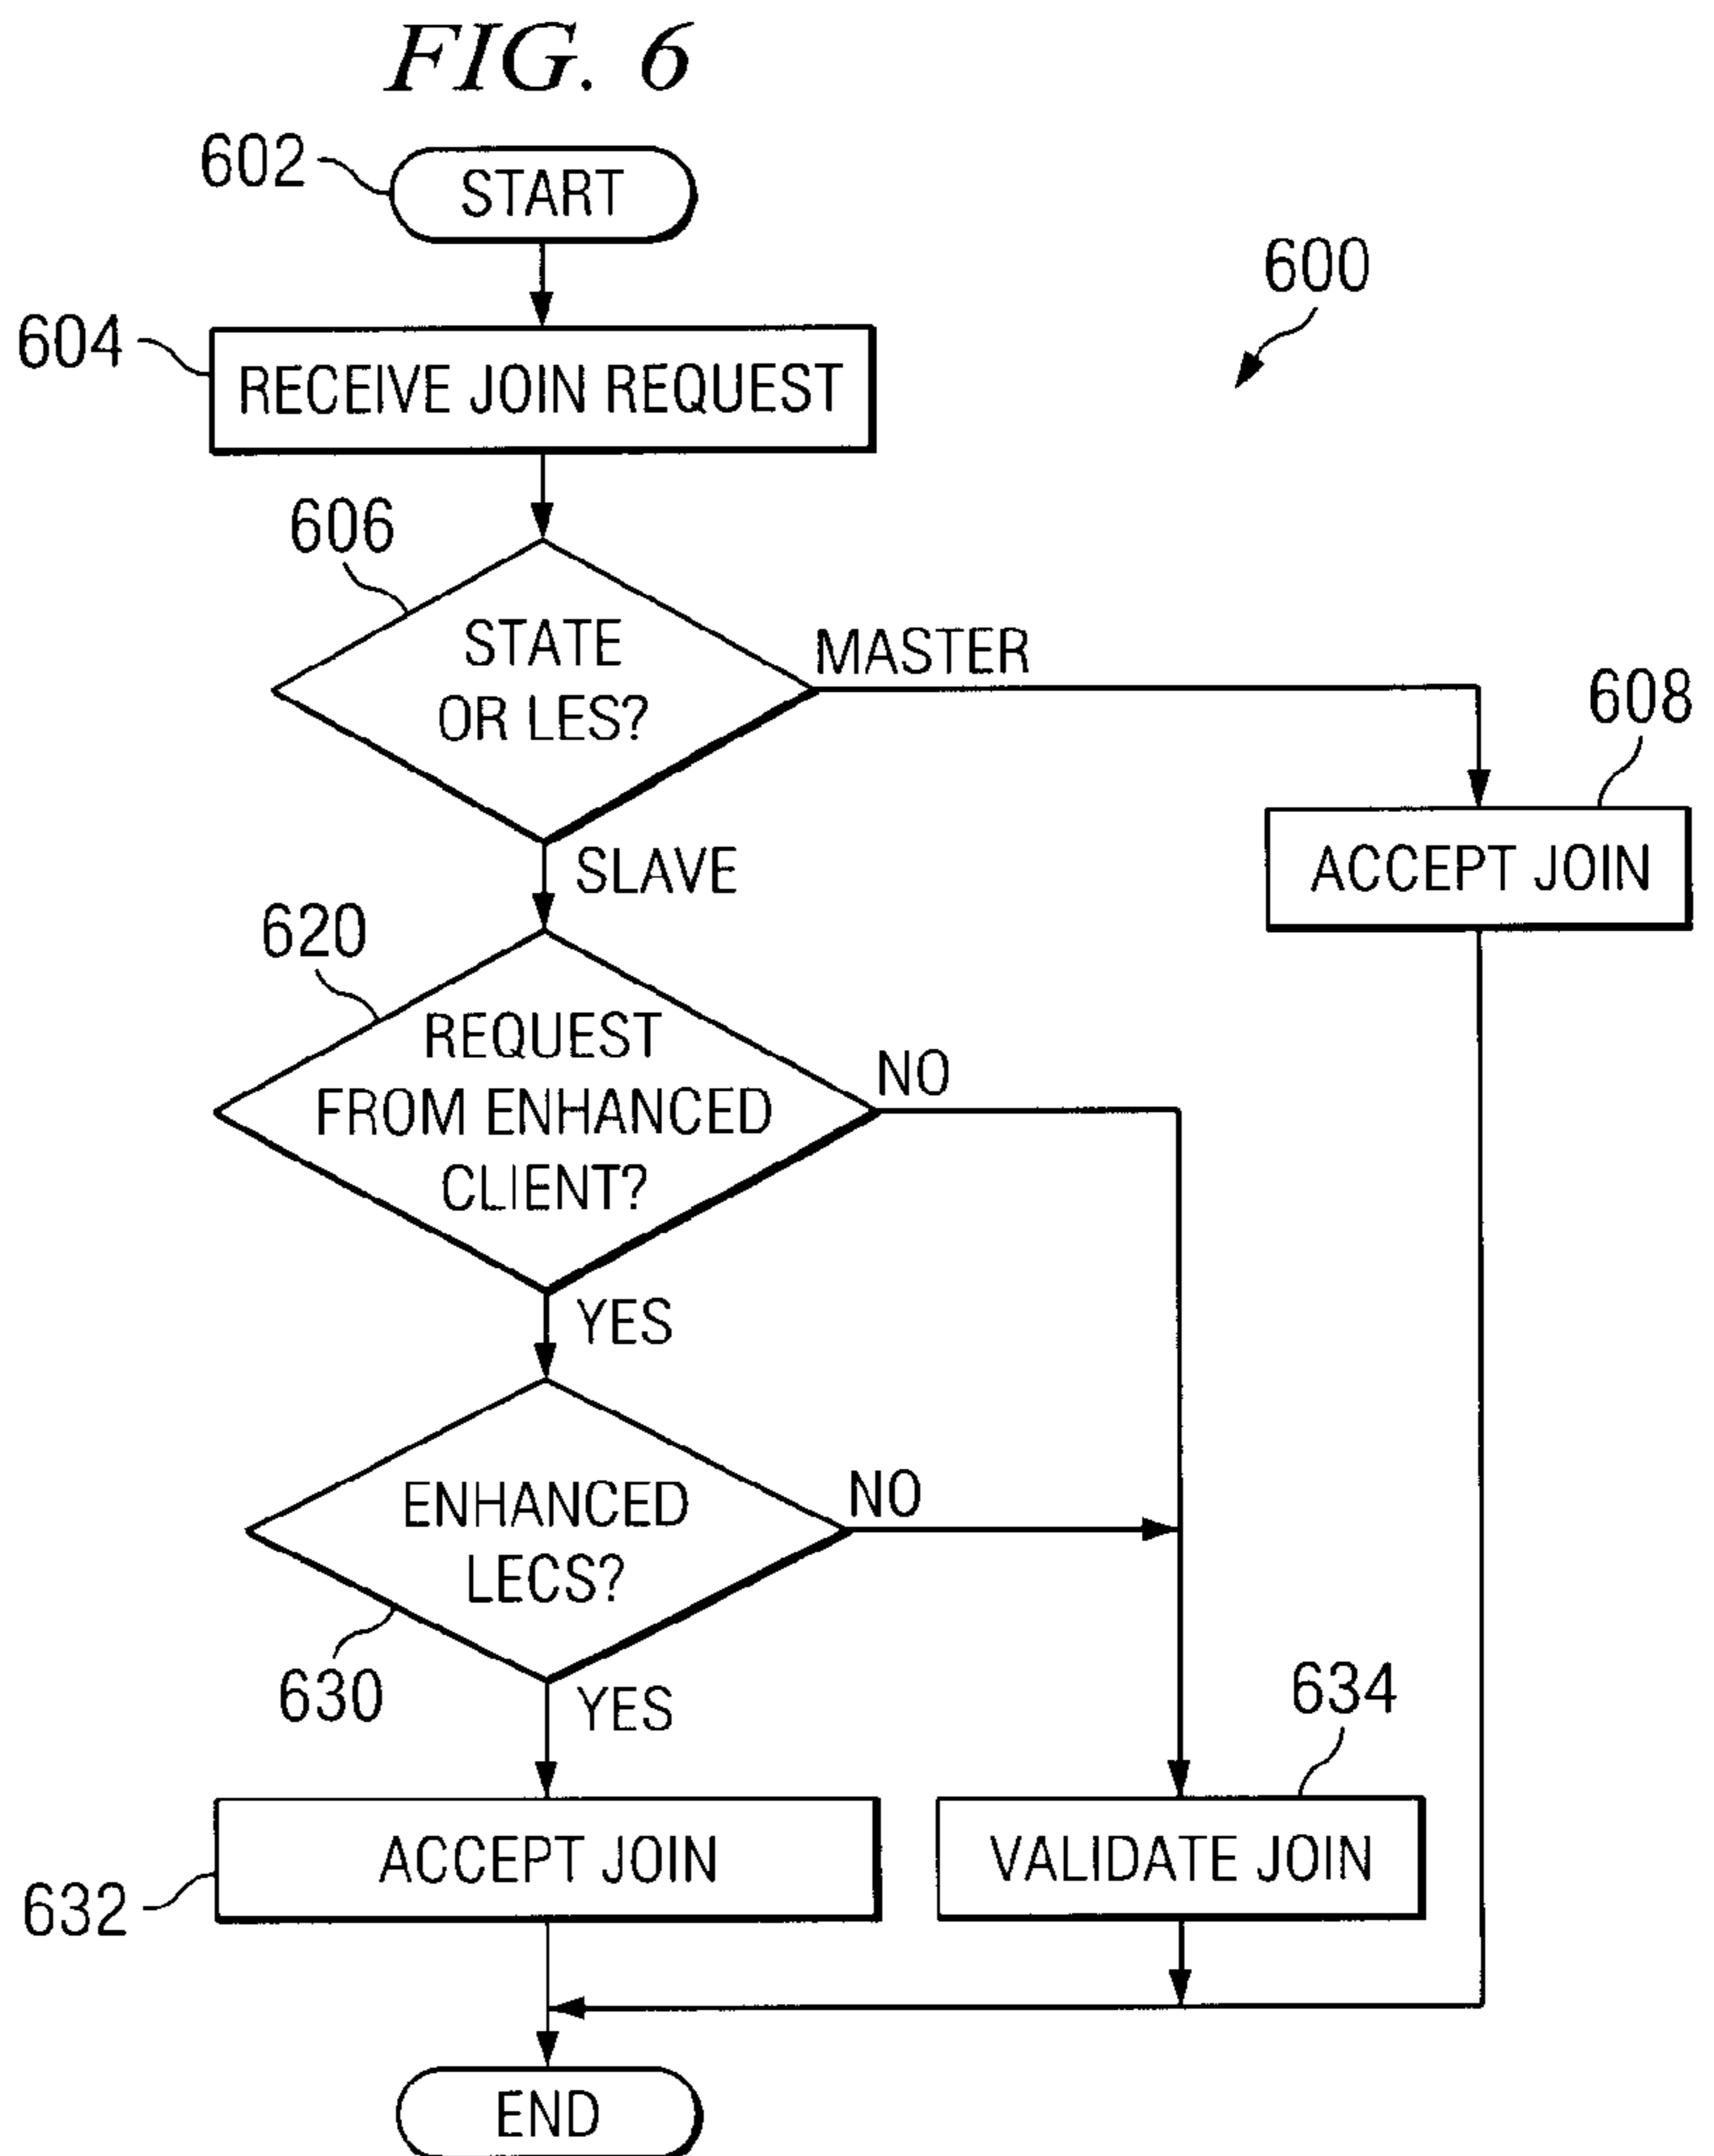 FIG. 6
602
START
600
604
RECEIVE JOIN REQUEST
606
STATE
OR LES?
MASTER
608
ACCEPT JOIN
SLAVE
620
REQUEST
FROM ENHANCED
CLIENT?
NO
YES
ENHANCED
LECS?
NO
630
YES
634
ACCEPT JOIN
VALIDATE JOIN
632
END